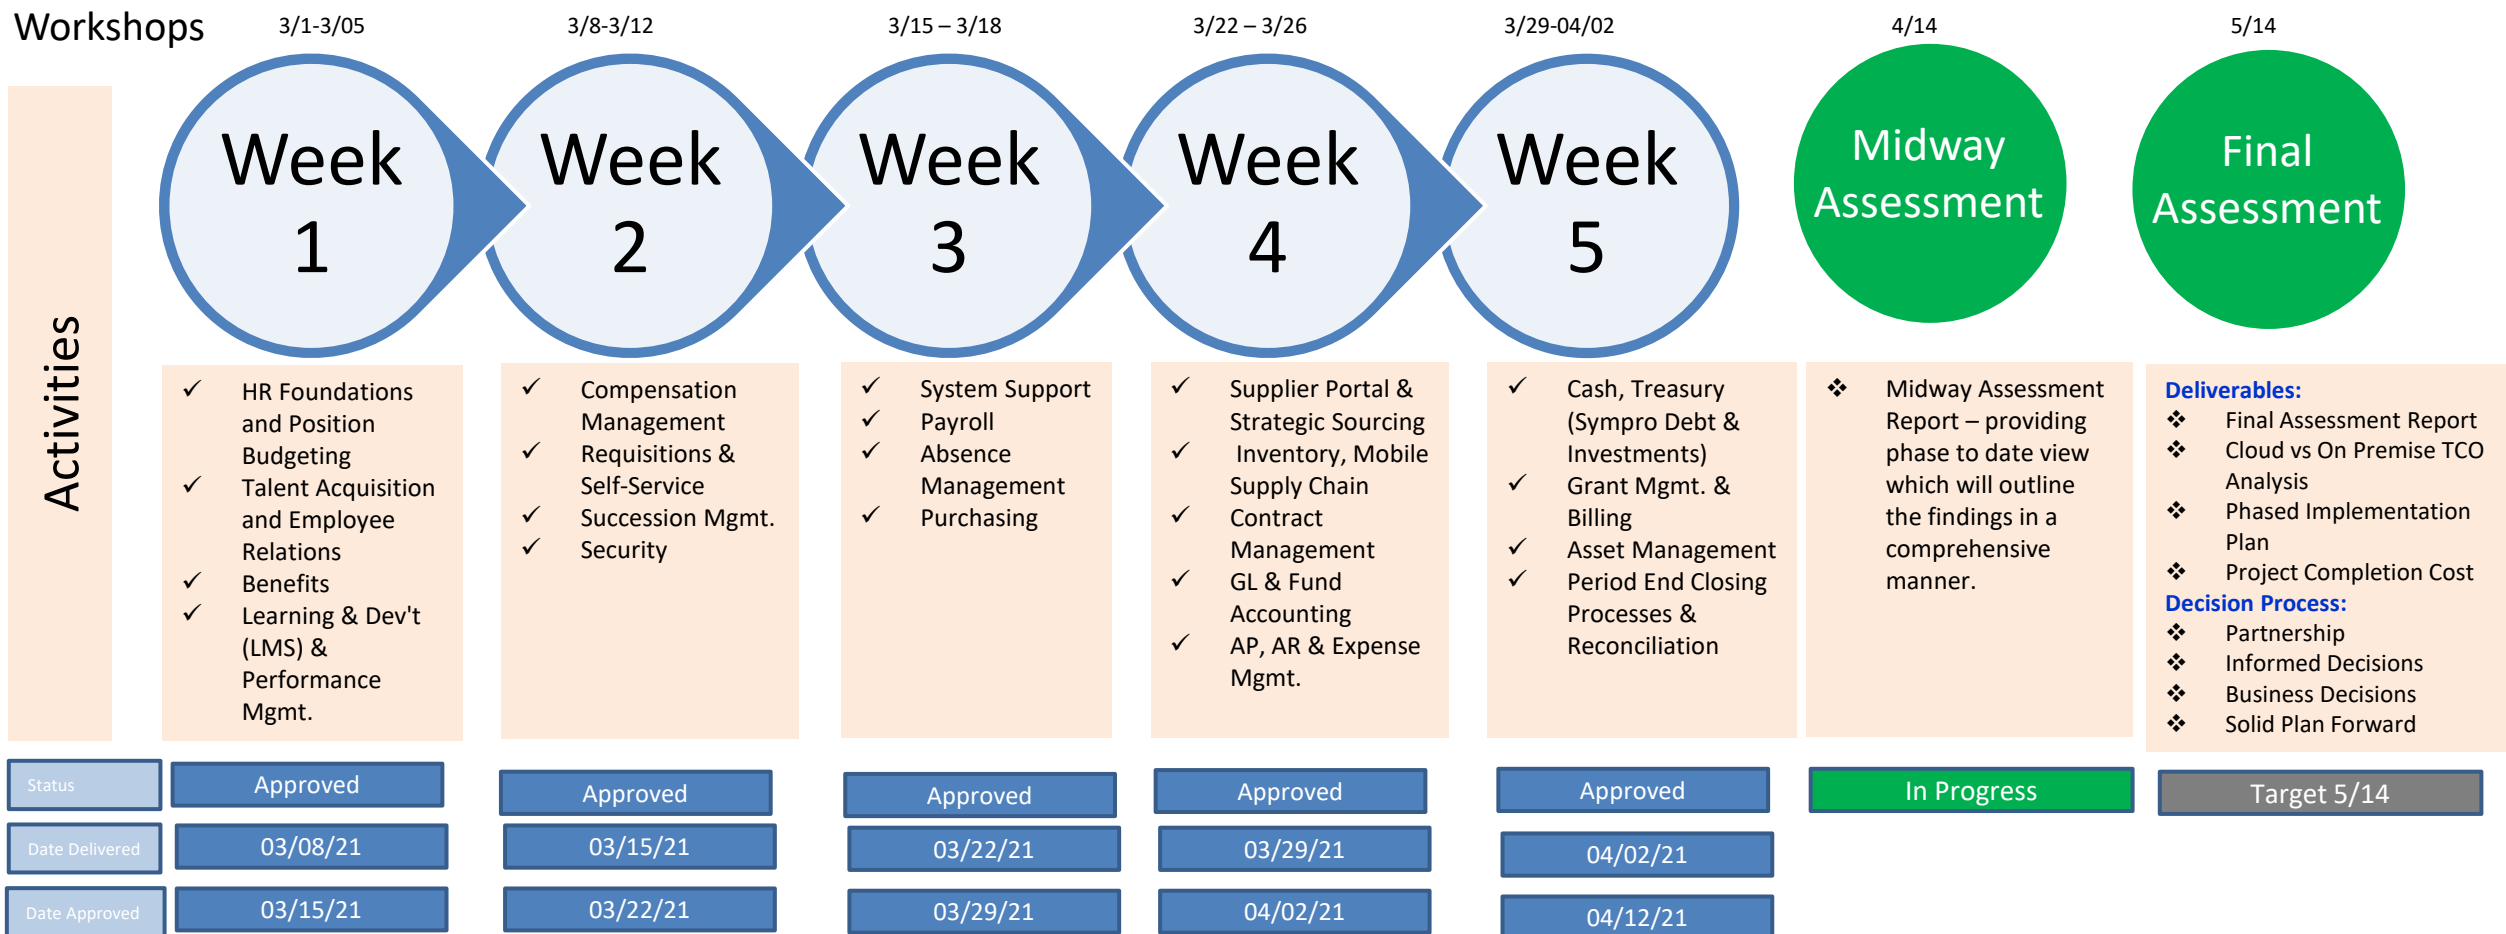 Workshops
3/1-3/05
3/8-3/12
3/15 – 3/18
3/22 – 3/26
3/29-04/02
4/14
5/14
Week
1
Week
2
Week
3
Week
4
Week
5
Midway
Assessment
Final
Assessment
Activities
✓ HR Foundations
and Position
Budgeting
✓ Talent Acquisition
and Employee
Relations
✓ Benefits
✓ Learning & Dev't
(LMS) &
Performance
Mgmt.
✓ Compensation
Management
✓ Requisitions &
Self-Service
✓ Succession Mgmt.
✓ Security
✓ System Support
✓ Payroll
✓ Absence
Management
✓ Purchasing
✓ Supplier Portal &
Strategic Sourcing
✓ Inventory, Mobile
Supply Chain
✓ Contract
Management
✓ GL & Fund
Accounting
✓ AP, AR & Expense
Mgmt.
✓ Cash, Treasury
(Sympro Debt &
Investments)
✓ Grant Mgmt. &
Billing
✓ Asset Management
✓ Period End Closing
Processes &
Reconciliation
❖ Midway Assessment
Report – providing
phase to date view
which will outline
the findings in a
comprehensive
manner.
Deliverables:
❖ Final Assessment Report
❖ Cloud vs On Premise TCO
Analysis
❖ Phased Implementation
Plan
❖ Project Completion Cost
Decision Process:
❖ Partnership
❖ Informed Decisions
❖ Business Decisions
❖ Solid Plan Forward
Status
Approved
Approved
Approved
Approved
Approved
In Progress
Target 5/14
Date Delivered
03/08/21
03/15/21
03/22/21
03/29/21
04/02/21
Date Approved
03/15/21
03/22/21
03/29/21
04/02/21
04/12/21